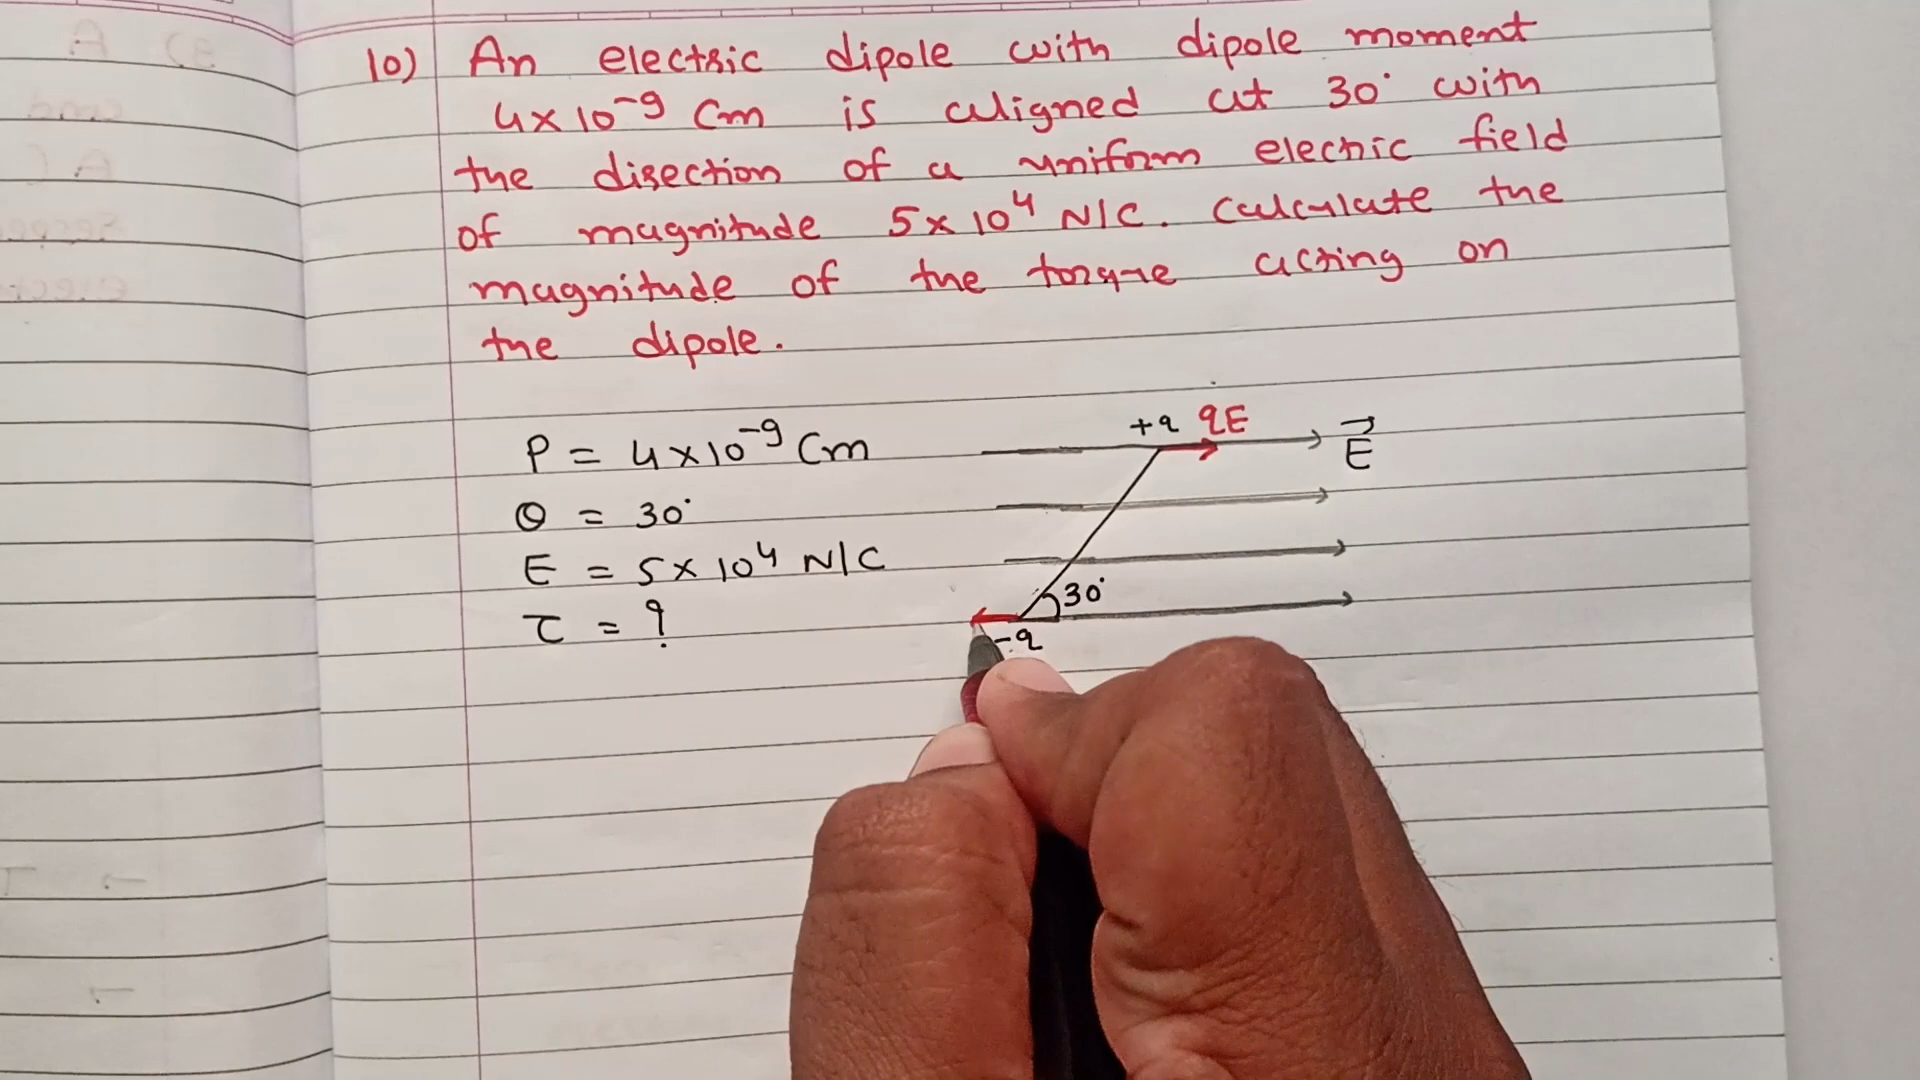 10) An electric dipole with dipole moment
4×10⁻⁹ Cm is aligned at 30° with
the direction of a uniform electric field
of magnitude 5×10⁴ N/C. Calculate the
magnitude of the torque acting on
the dipole.
P = 4×10⁻⁹ Cm
θ = 30°
E = 5×10⁴ N/C
τ = ?
+q qE
E⃗
30°
-q